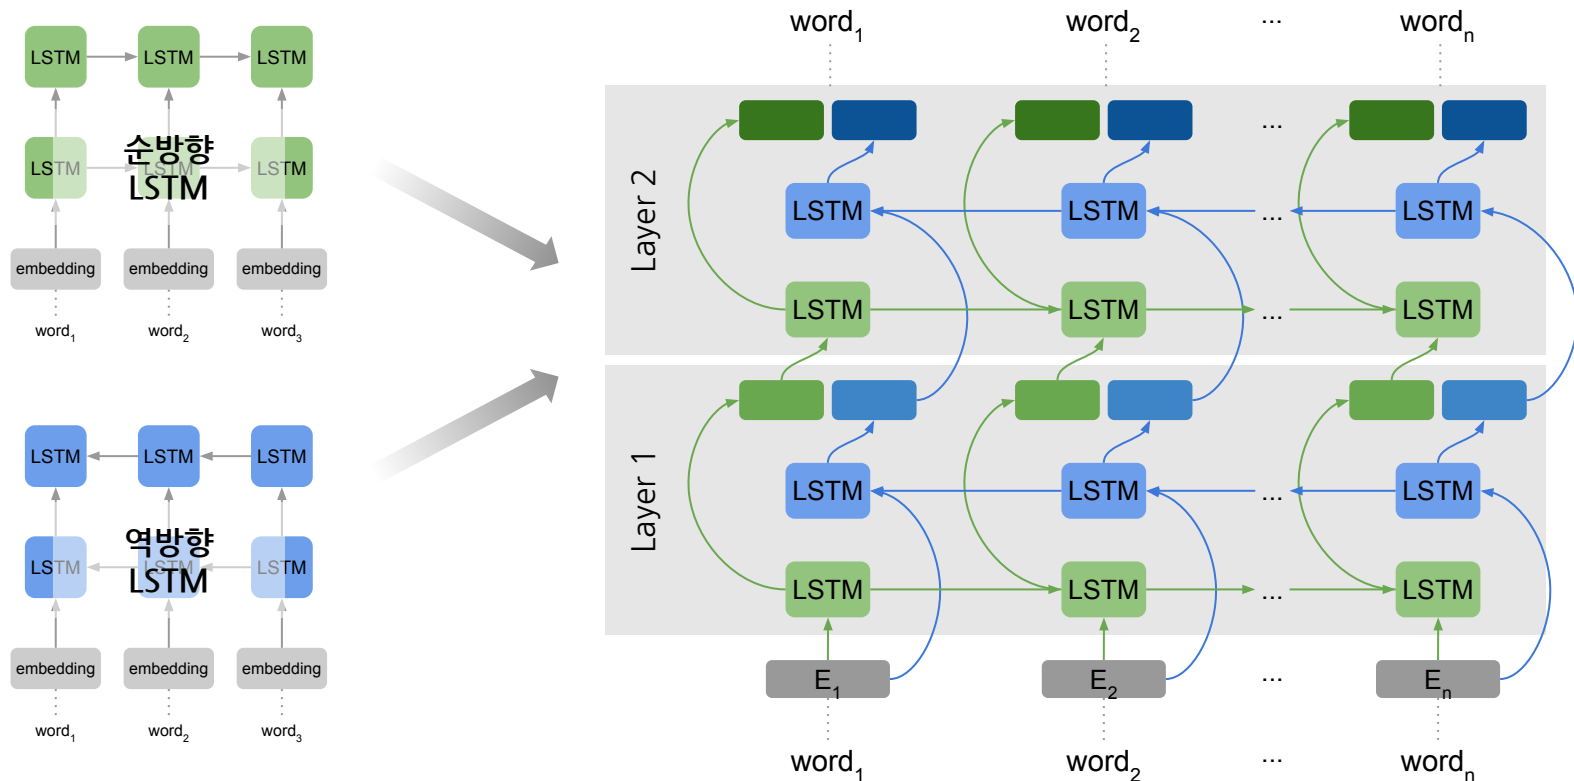 LSTM LSTM LSTM
LSTM LSTM LSTM
순방향
LSTM
embedding embedding embedding
word1 word2 word3
LSTM LSTM LSTM
LSTM LSTM LSTM
역방향
LSTM
embedding embedding embedding
word1 word2 word3
word1 word2 ... wordn
...
Layer 2
LSTM LSTM ... LSTM
LSTM LSTM ... LSTM
Layer 1
LSTM LSTM ... LSTM
LSTM LSTM ... LSTM
E1 E2 ... En
word1 word2 ... wordn